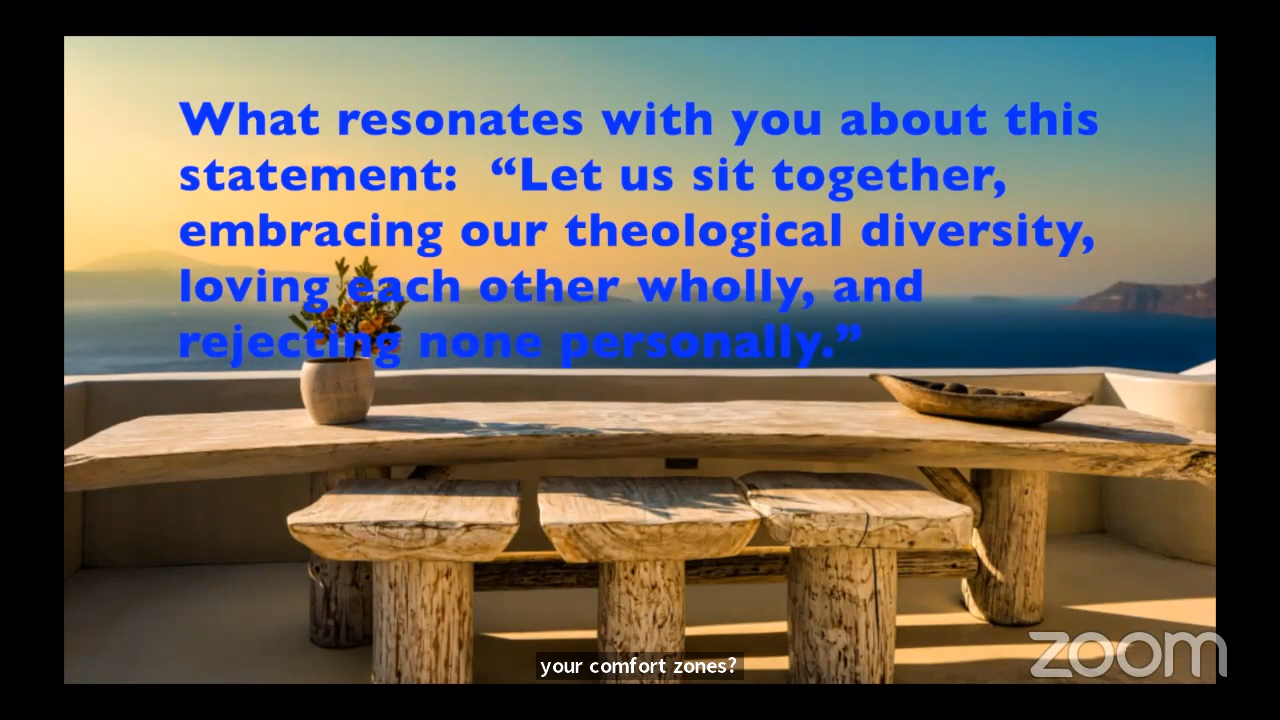 What resonates with you about this
statement: “Let us sit together,
embracing our theological diversity,
loving each other wholly, and
rejecting none personally.”
zoom
your comfort zones?